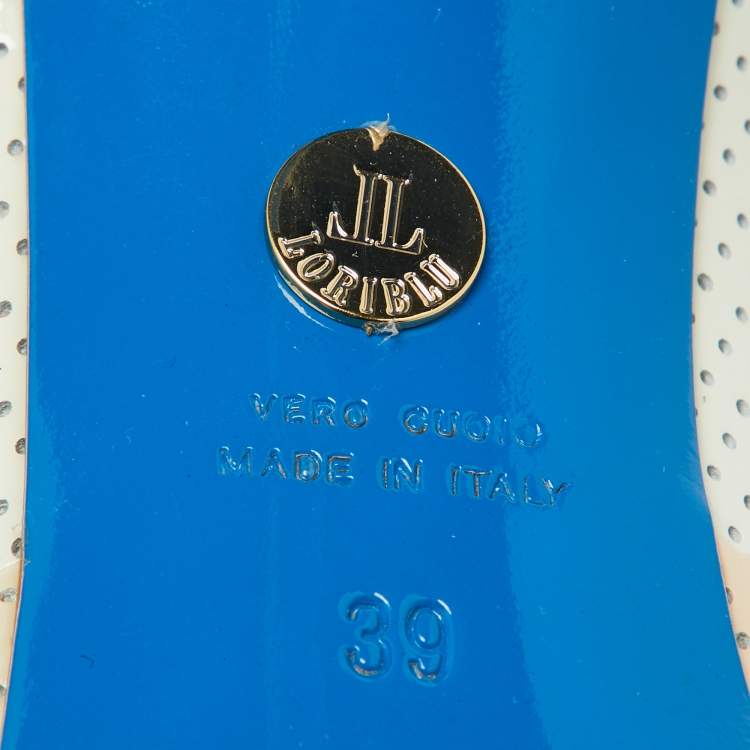 LL
LORIBLU
VERO CUOIO
MADE IN ITALY
39